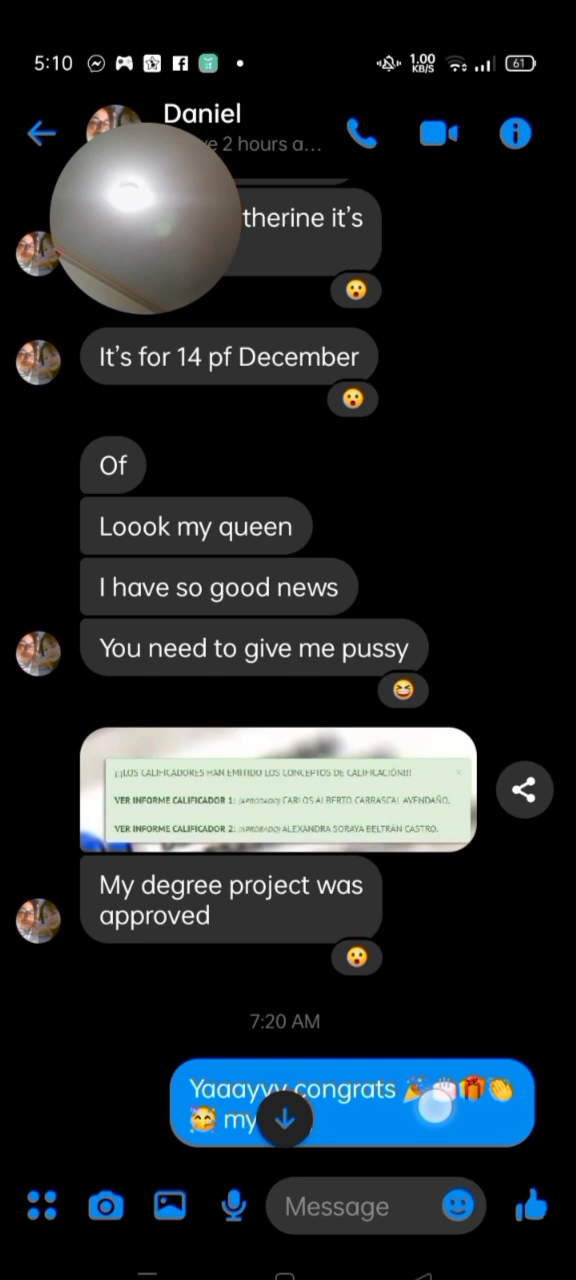 5:10
1.00
KB/S
61
Daniel
2 hours a...
therine it's
It's for 14 pf December
Of
Loook my queen
I have so good news
You need to give me pussy
¡¡¡LOS CALIFICADORES HAN EMITIDO LOS CONCEPTOS DE CALIFICACIÓN!!!
VER INFORME CALIFICADOR 1: (APROBADO) CARLOS ALBERTO CARRASCAL AVENDAÑO.
VER INFORME CALIFICADOR 2: (APROBADO) ALEXANDRA SORAYA BELTRÁN CASTRO.
My degree project was
approved
7:20 AM
Yaaayyy congrats 🎉🎁👏
🥳 my
Message